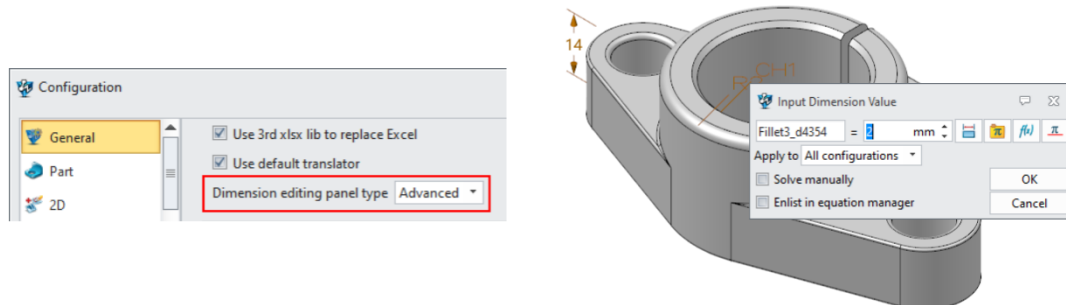 Configuration
General
Part
2D
Use 3rd xlsx lib to replace Excel
Use default translator
Dimension editing panel type Advanced
14
CH1
Input Dimension Value
Fillet3_d4354 = 2 mm
Apply to All configurations
Solve manually
Enlist in equation manager
OK
Cancel